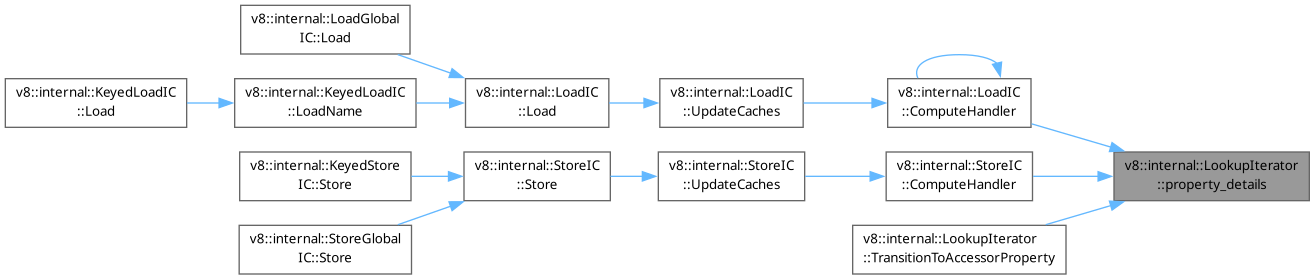 v8::internal::LoadGlobal
IC::Load
v8::internal::KeyedLoadIC
::Load
v8::internal::KeyedLoadIC
::LoadName
v8::internal::LoadIC
::Load
v8::internal::LoadIC
::UpdateCaches
v8::internal::LoadIC
::ComputeHandler
v8::internal::KeyedStore
IC::Store
v8::internal::StoreIC
::Store
v8::internal::StoreIC
::UpdateCaches
v8::internal::StoreIC
::ComputeHandler
v8::internal::LookupIterator
::property_details
v8::internal::StoreGlobal
IC::Store
v8::internal::LookupIterator
::TransitionToAccessorProperty